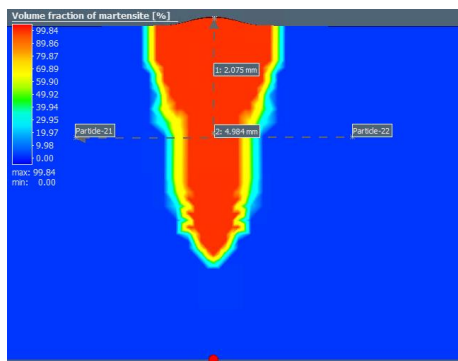 Volume fraction of martensite [%]
99.84
89.86
79.87
69.89
59.90
49.92
39.94
29.95
19.97
9.98
0.00
max: 99.84
min: 0.00
1: 2.075 mm
Particle-21
2: 4.984 mm
Particle-22